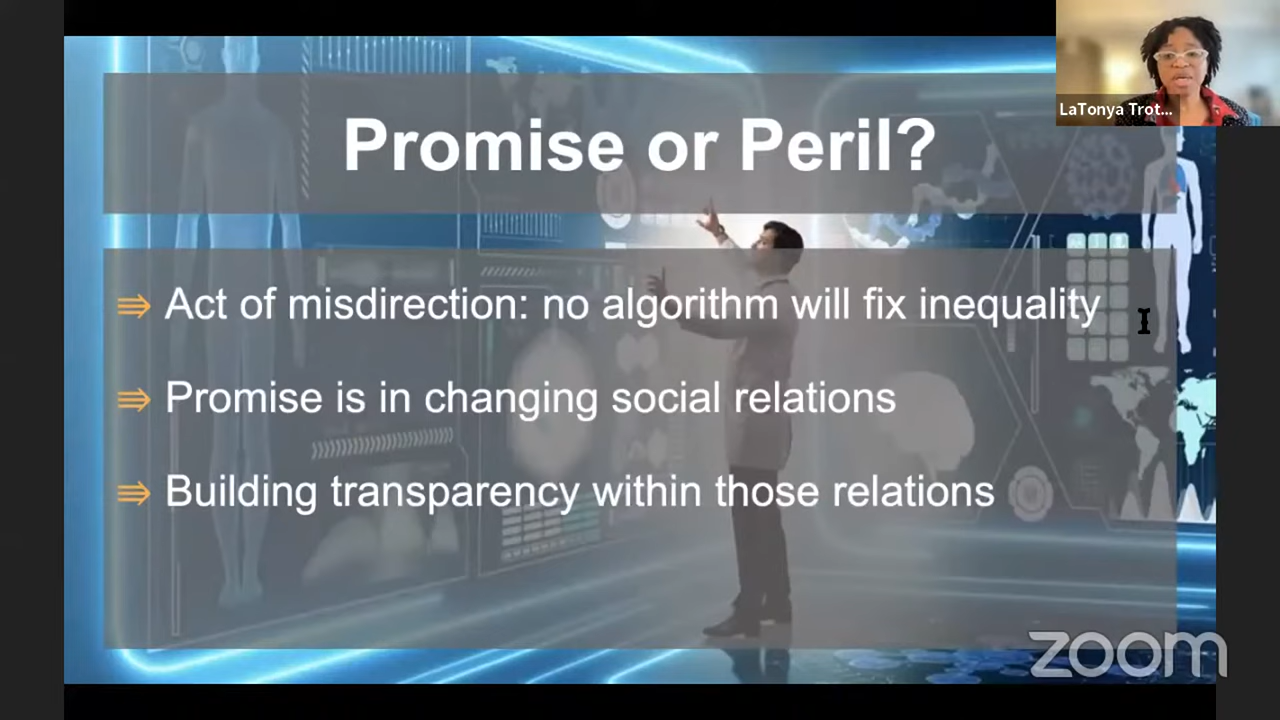 LaTonya Trot...
Promise or Peril?
⇛ Act of misdirection: no algorithm will fix inequality
⇛ Promise is in changing social relations
⇛ Building transparency within those relations
zoom